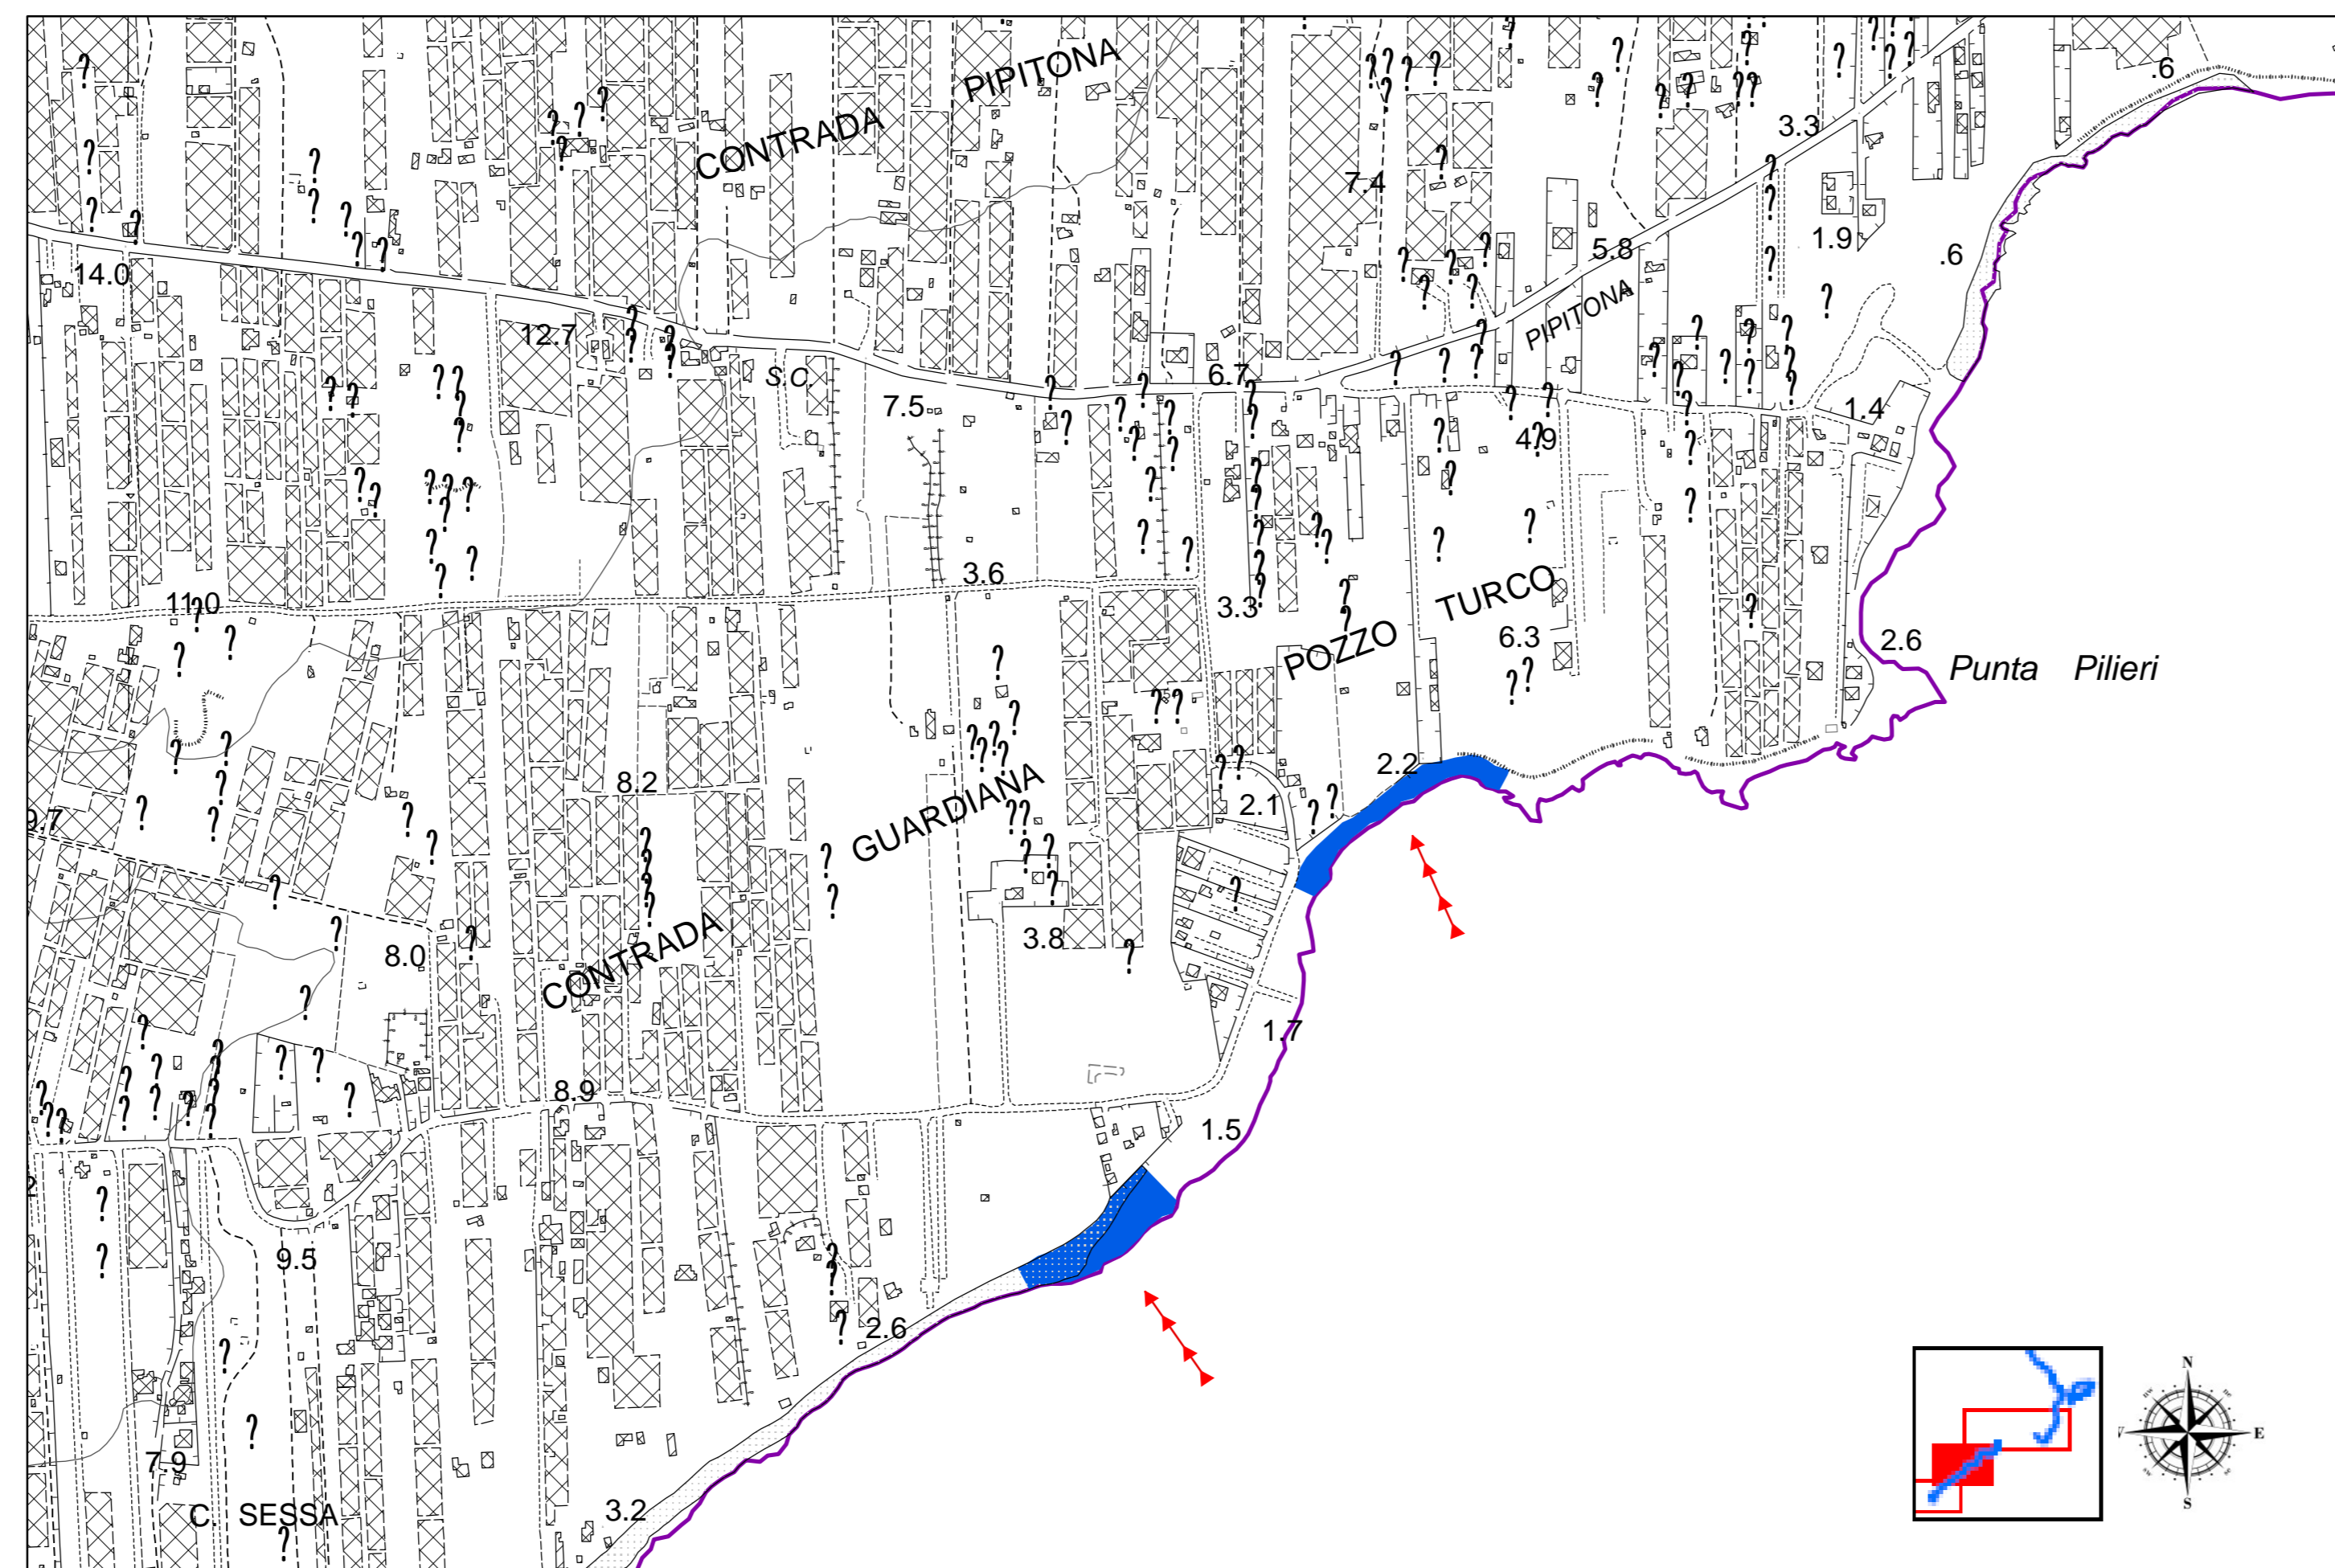 PIPITONA
CONTRADA
.6
3.3
7.4
1.9
5.8
.6
14.0
PIPITONA
12.7
S.C.
6.7
7.5
1.4
4.9
3.6
TURCO
11.0
3.3
POZZO
6.3
2.6
Punta Pilieri
8.2
2.2
GUARDIANA
2.1
9.7
CONTRADA
3.8
8.0
1.7
8.9
1.5
9.5
2.6
N
E
S
7.9
3.2
C. SESSA